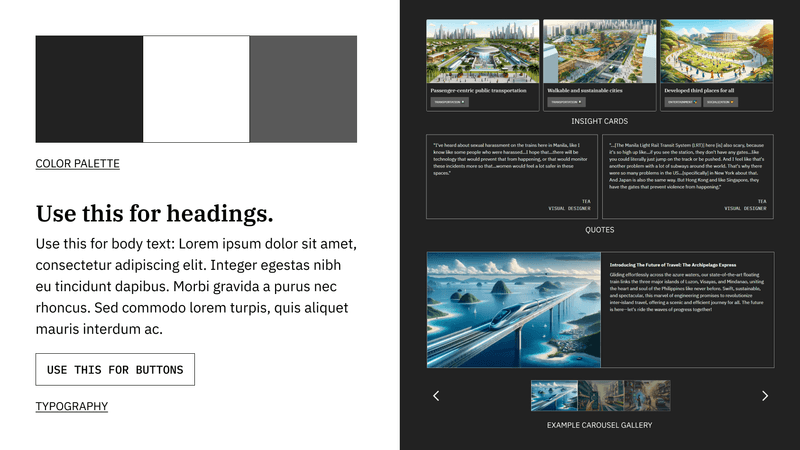 COLOR PALETTE
Use this for headings.
Use this for body text: Lorem ipsum dolor sit amet,
consectetur adipiscing elit. Integer egestas nibh
eu tincidunt dapibus. Morbi gravida a purus nec
rhoncus. Sed commodo lorem turpis, quis aliquet
mauris interdum ac.
USE THIS FOR BUTTONS
TYPOGRAPHY
Passenger-centric public transportation
TRANSPORTATION
Walkable and sustainable cities
TRANSPORTATION
Developed third places for all
ENVIRONMENT
SOCIALIZATION
INSIGHT CARDS
"I've heard about sexual harassment on the trains here in Manila, like I
know like some people who were harassed...I hope that...there will be
technology that would prevent that from happening, or that would monitor
these incidents more so that...women would feel a lot safer in these
spaces."
TEA
VISUAL DESIGNER
"...[The Manila Light Rail Transit System (LRT)] here [is] also scary, because
it's so high up like...if you see the station, they don't have any gates...like
you could literally just jump on the track or be pushed. And I feel like that's
another problem with a lot of subways around the world. That's why there
were so many problems in the US...[specifically] in New York about that.
And Japan is also the same way. But Hong Kong and like Singapore, they
have the gates that prevent violence from happening."
TEA
VISUAL DESIGNER
QUOTES
Introducing The Future of Travel: The Archipelago Express
Gliding effortlessly across the azure waters, our state-of-the-art floating
train links the three major islands of Luzon, Visayas, and Mindanao, uniting
the heart and soul of the Philippines like never before. Swift, sustainable,
and spectacular, this marvel of engineering promises to revolutionize
inter-island travel, offering a scenic and efficient journey for all. The future
is here—let's ride the waves of progress together!
EXAMPLE CAROUSEL GALLERY